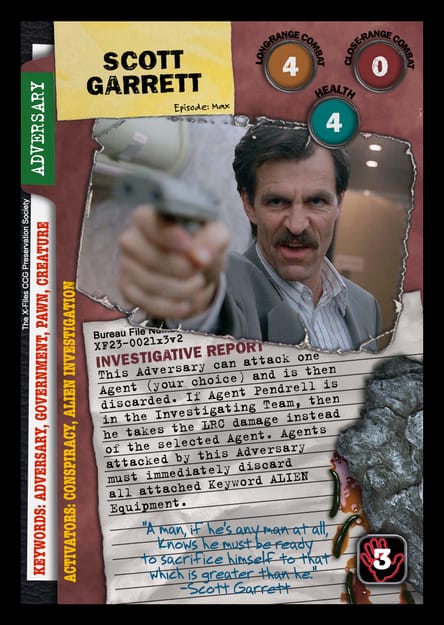 SCOTT
GARRETT
Episode: Max
LONG-RANGE COMBAT
4
CLOSE-RANGE COMBAT
0
HEALTH
4
ADVERSARY
The X-Files CCG Preservation Society
KEYWORDS: ADVERSARY, GOVERNMENT, PAWN, CREATURE
ACTIVATORS: CONSPIRACY, ALIEN INVESTIGATION
Bureau File
XF23-0021x3v2
INVESTIGATIVE REPORT
This Adversary can attack one
Agent (your choice) and is then
discarded. If Agent Pendrell is
in the Investigating Team, then
he takes the LRC damage instead
of the selected Agent. Agents
attacked by this Adversary
must immediately discard
all attached Keyword ALIEN
Equipment.
"A man, if he's any man at all,
knows he must be ready
to sacrifice himself to that
which is greater than he."
-Scott Garrett
3